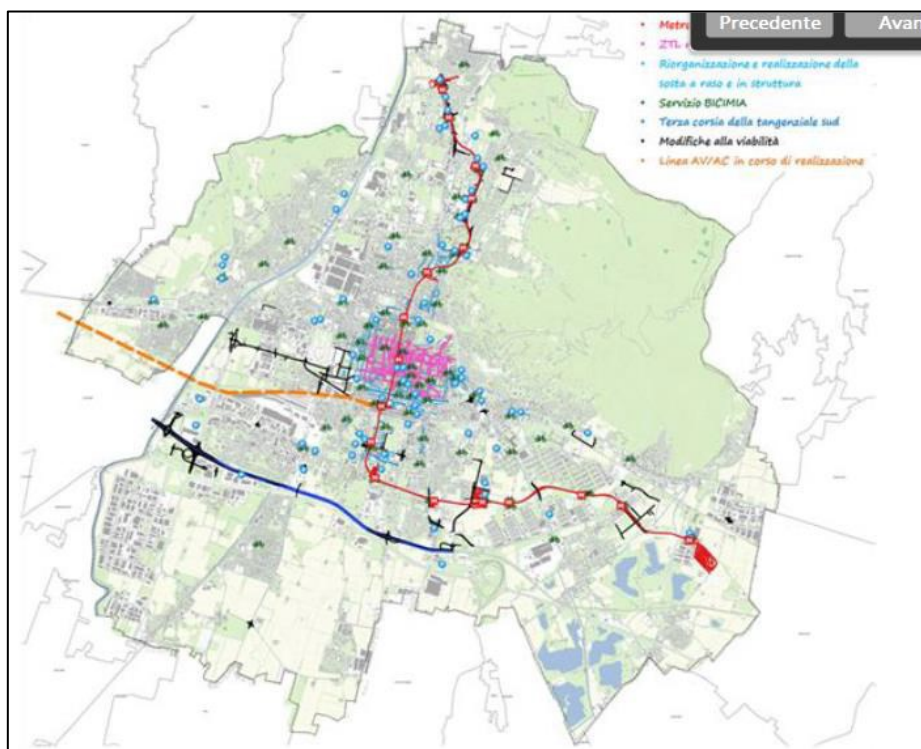 Precedente Avan
Metro
ZTL
Riorganizzazione e realizzazione della
sosta a raso e in struttura
Servizio BICIMIA
Terza corsia della tangenziale sud
Modifiche alla viabilità
Linea AV/AC in corso di realizzazione